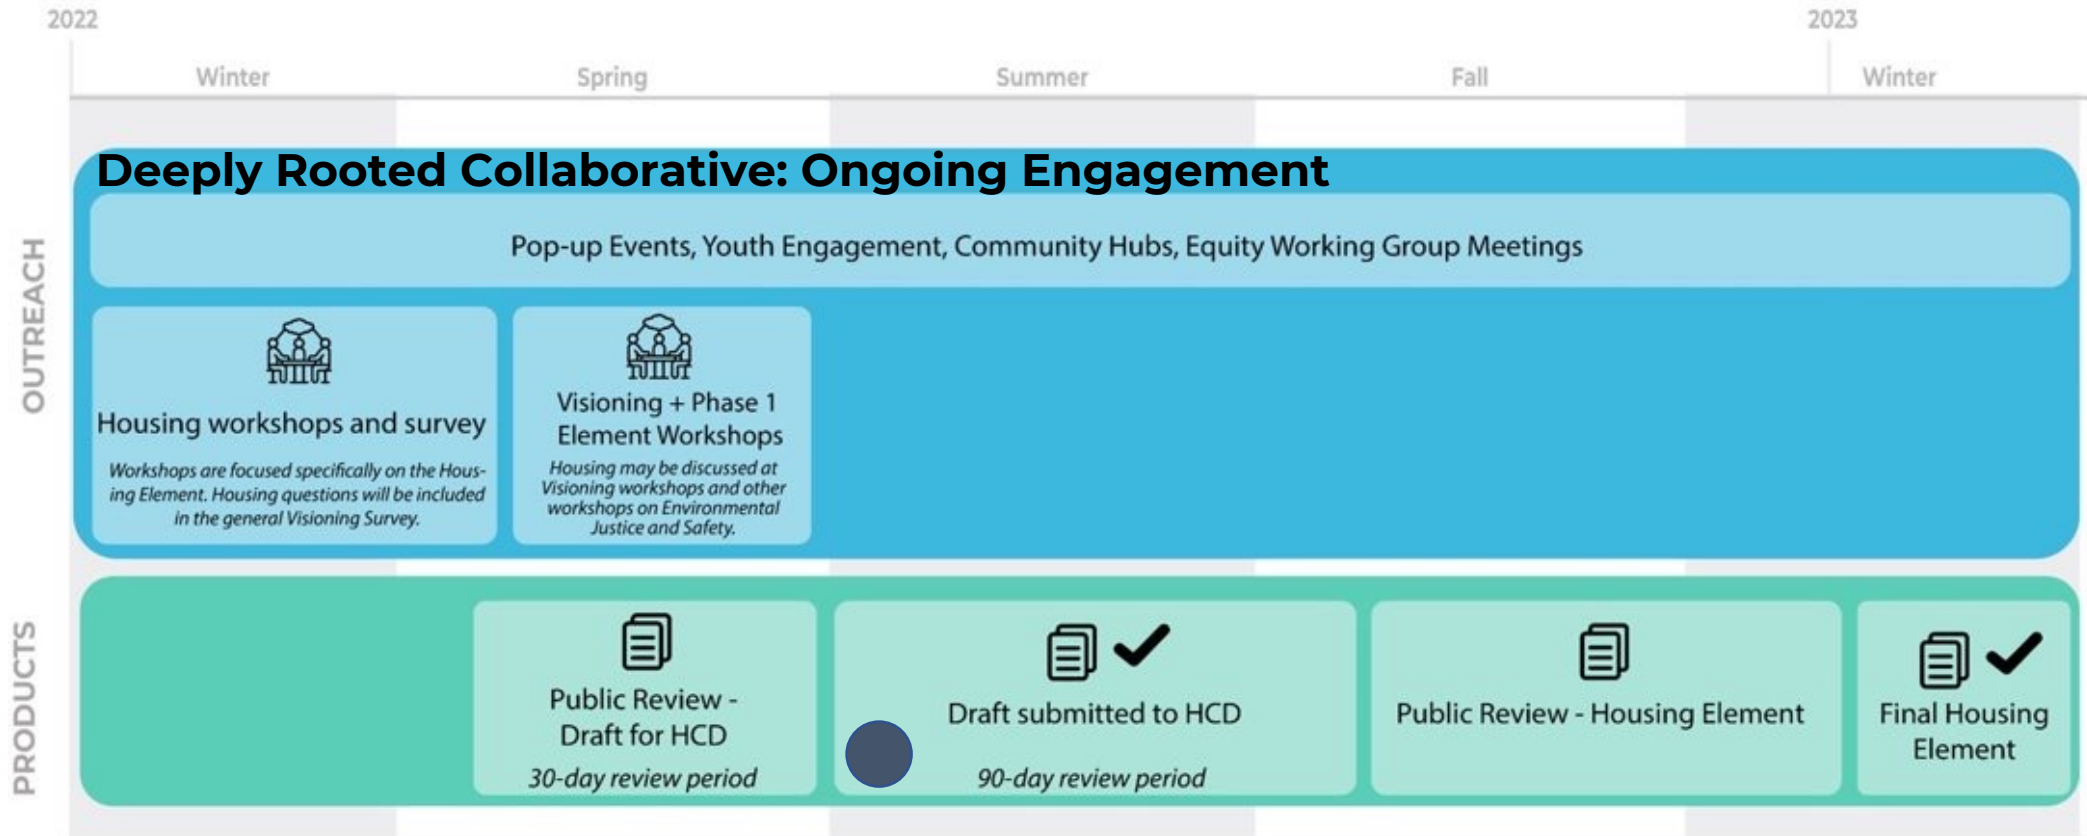 2022
2023
Winter
Spring
Summer
Fall
Winter
OUTREACH
Deeply Rooted Collaborative: Ongoing Engagement
Pop-up Events, Youth Engagement, Community Hubs, Equity Working Group Meetings
Housing workshops and survey
Workshops are focused specifically on the Hous-
ing Element. Housing questions will be included
in the general Visioning Survey.
Visioning + Phase 1
Element Workshops
Housing may be discussed at
Visioning workshops and other
workshops on Environmental
Justice and Safety.
PRODUCTS
Public Review -
Draft for HCD
30-day review period
Draft submitted to HCD
90-day review period
Public Review - Housing Element
Final Housing
Element